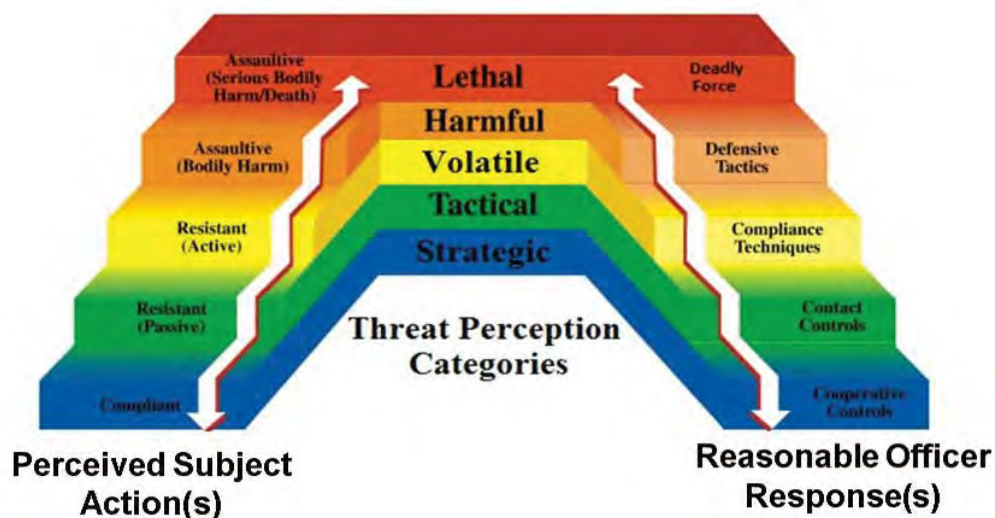 Assaultive
(Serious Bodily
Harm/Death)
Lethal
Deadly
Force
Assaultive
(Bodily Harm)
Harmful
Defensive
Tactics
Resistant
(Active)
Volatile
Compliance
Techniques
Resistant
(Passive)
Tactical
Contact
Controls
Compliant
Strategic
Cooperative
Controls
Threat Perception
Categories
Perceived Subject
Action(s)
Reasonable Officer
Response(s)